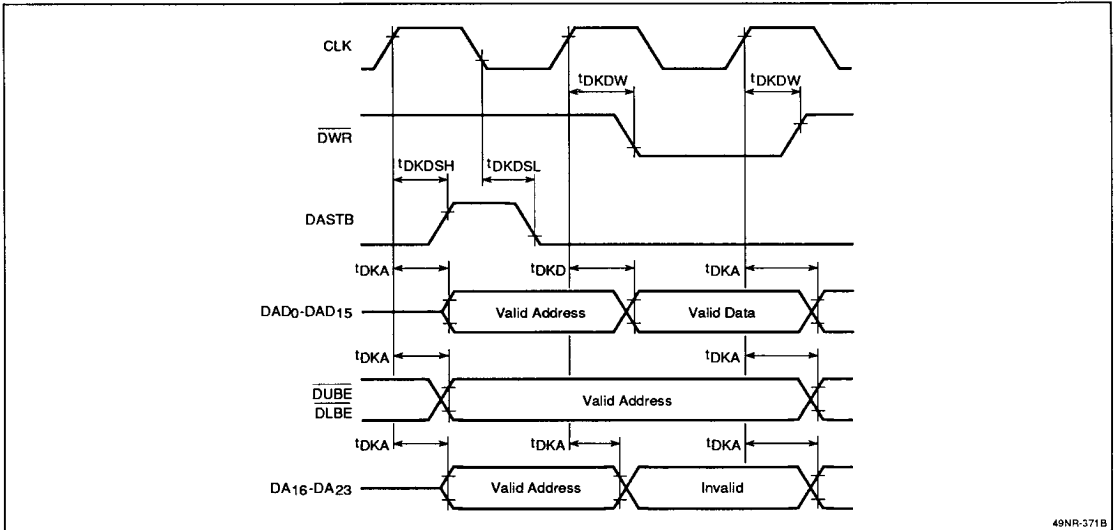 CLK
tDKDW tDKDW
DWR
tDKDSH tDKDSL
DASTB
tDKA tDKD tDKA
DAD0-DAD15 Valid Address Valid Data
tDKA tDKA
DUBE
DLBE
Valid Address
tDKA tDKA tDKA
DA16-DA23 Valid Address Invalid
49NR-371B